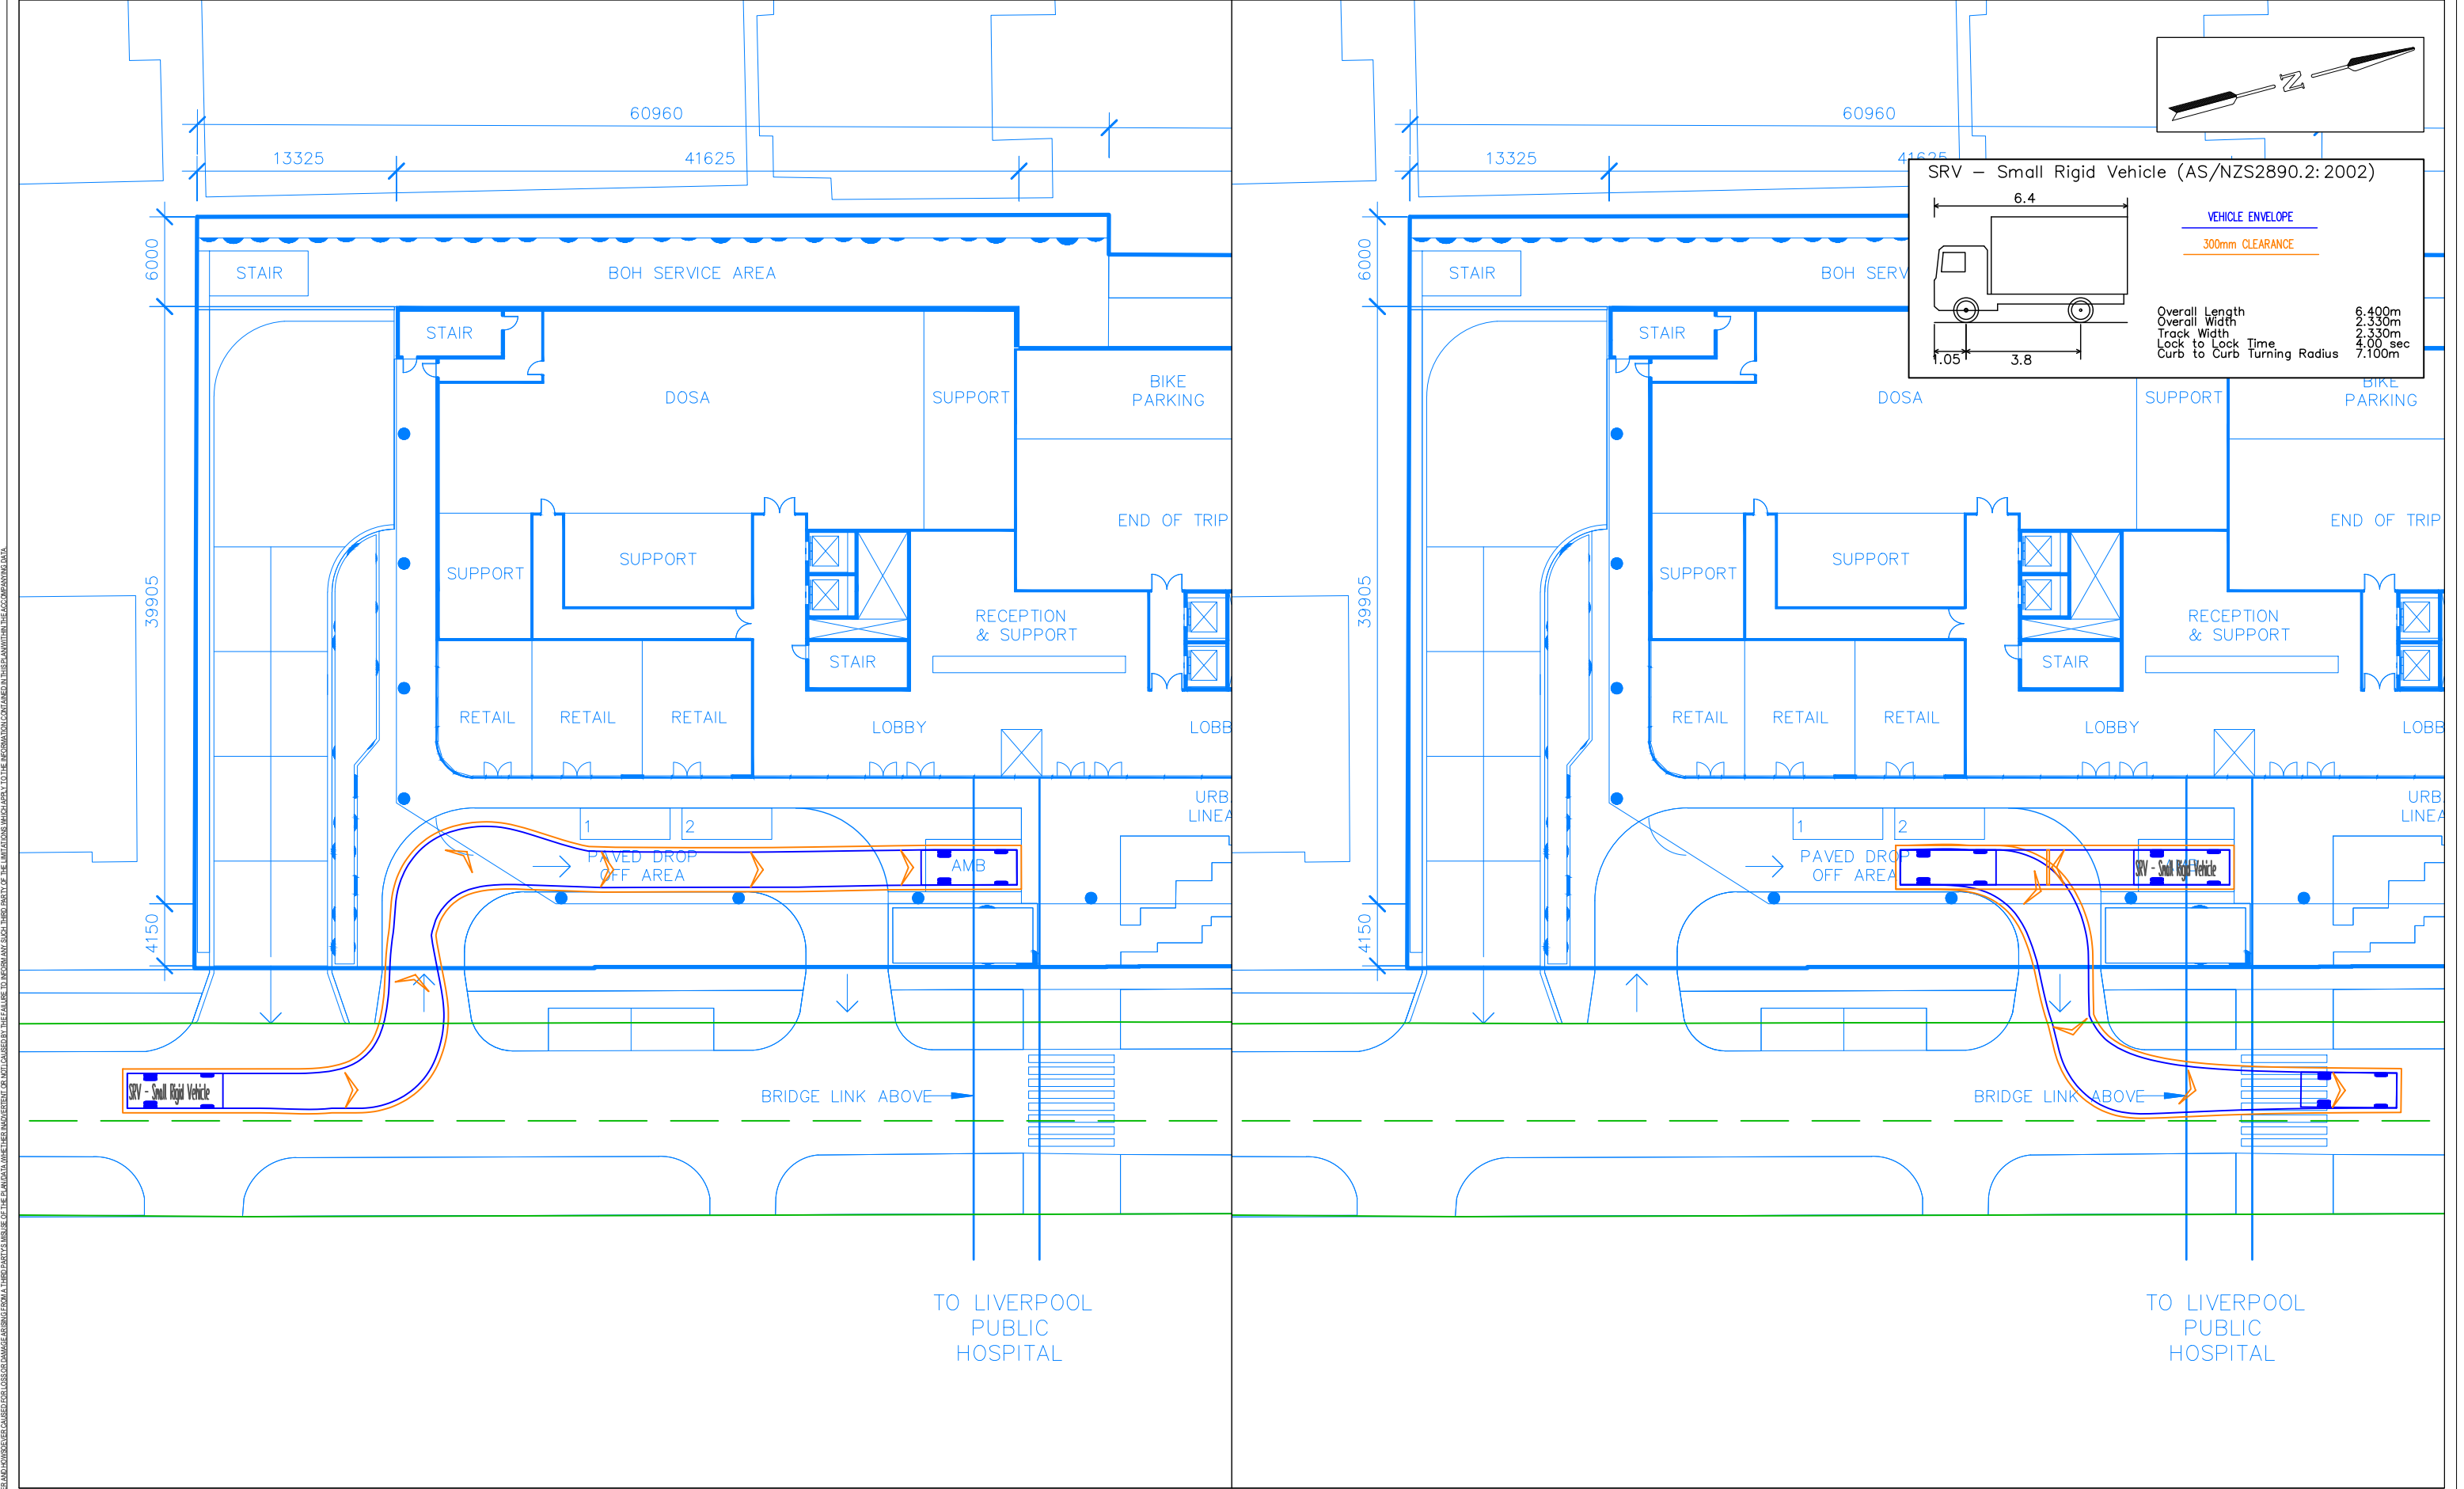 60960
13325
41625
6000
STAIR
BOH SERVICE AREA
STAIR
DOSA
SUPPORT
BIKE
PARKING
END OF TRIP
SUPPORT
SUPPORT
39905
RECEPTION
& SUPPORT
STAIR
RETAIL
RETAIL
RETAIL
LOBBY
LOBB
URB
LINEA
1
2
PAVED DROP
OFF AREA
AMB
4150
SRV - Small Rigid Vehicle
BRIDGE LINK ABOVE
TO LIVERPOOL
PUBLIC
HOSPITAL
N
60960
13325
41625
SRV - Small Rigid Vehicle (AS/NZS2890.2:2002)
6.4
VEHICLE ENVELOPE
300mm CLEARANCE
Overall Length 6.400m
Overall Width 2.330m
Track Width 2.330m
Lock to Lock Time 4.00 sec
Curb to Curb Turning Radius 7.100m
1.05
3.8
6000
STAIR
BOH SERV
STAIR
DOSA
SUPPORT
BIKE
PARKING
END OF TRIP
SUPPORT
SUPPORT
39905
RECEPTION
& SUPPORT
STAIR
RETAIL
RETAIL
RETAIL
LOBBY
LOBB
URB
LINEA
1
2
PAVED DROP
OFF AREA
SRV - Small Rigid Vehicle
4150
BRIDGE LINK ABOVE
TO LIVERPOOL
PUBLIC
HOSPITAL